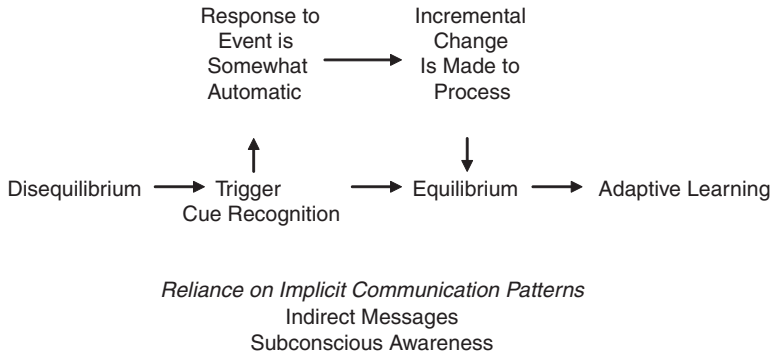 Response to
Event is
Somewhat
Automatic
Incremental
Change
Is Made to
Process
Disequilibrium
Trigger
Cue Recognition
Equilibrium
Adaptive Learning
Reliance on Implicit Communication Patterns
Indirect Messages
Subconscious Awareness